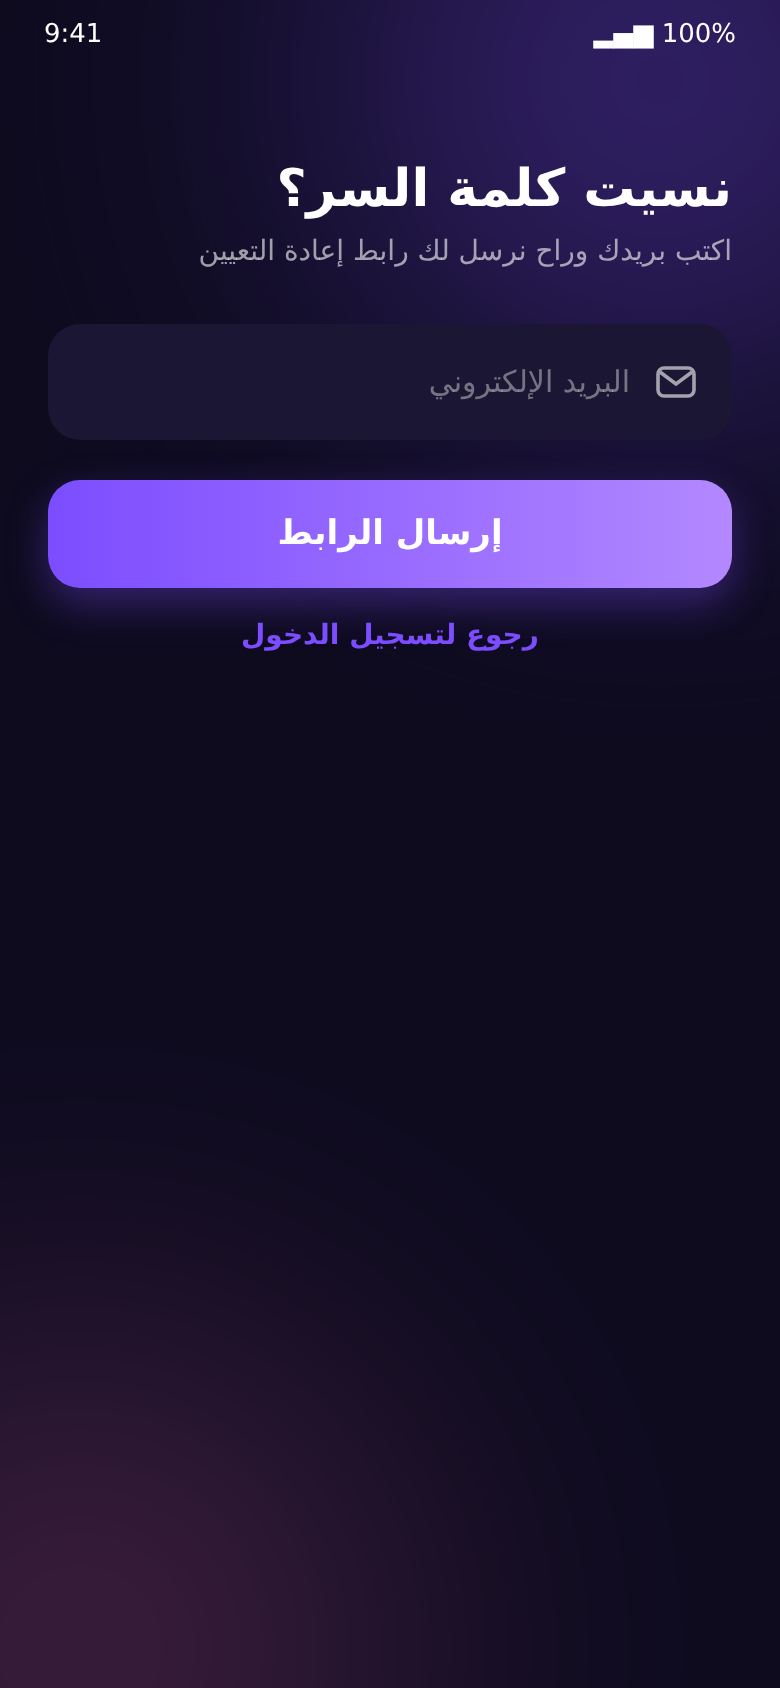 9:41
100%
نسيت كلمة السر؟
اكتب بريدك وراح نرسل لك رابط إعادة التعيين
البريد الإلكتروني
إرسال الرابط
رجوع لتسجيل الدخول